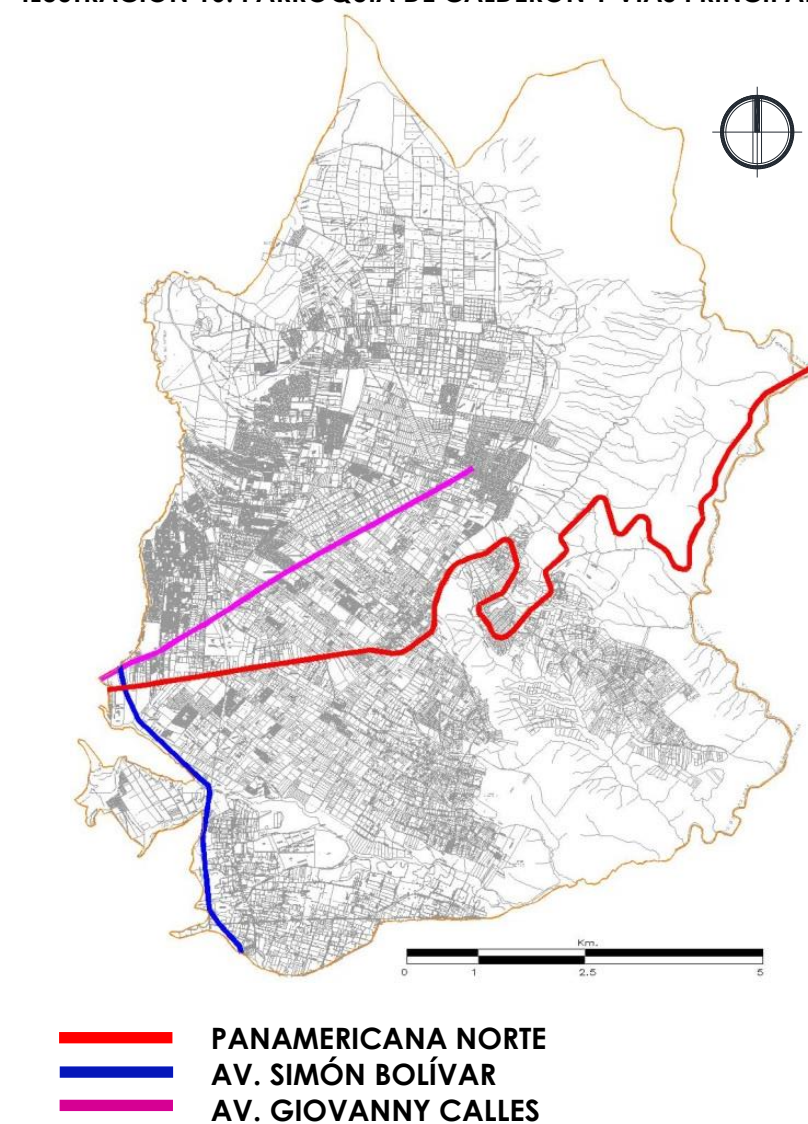 Km.
0 1 2.5 5
PANAMERICANA NORTE
AV. SIMÓN BOLÍVAR
AV. GIOVANNY CALLES